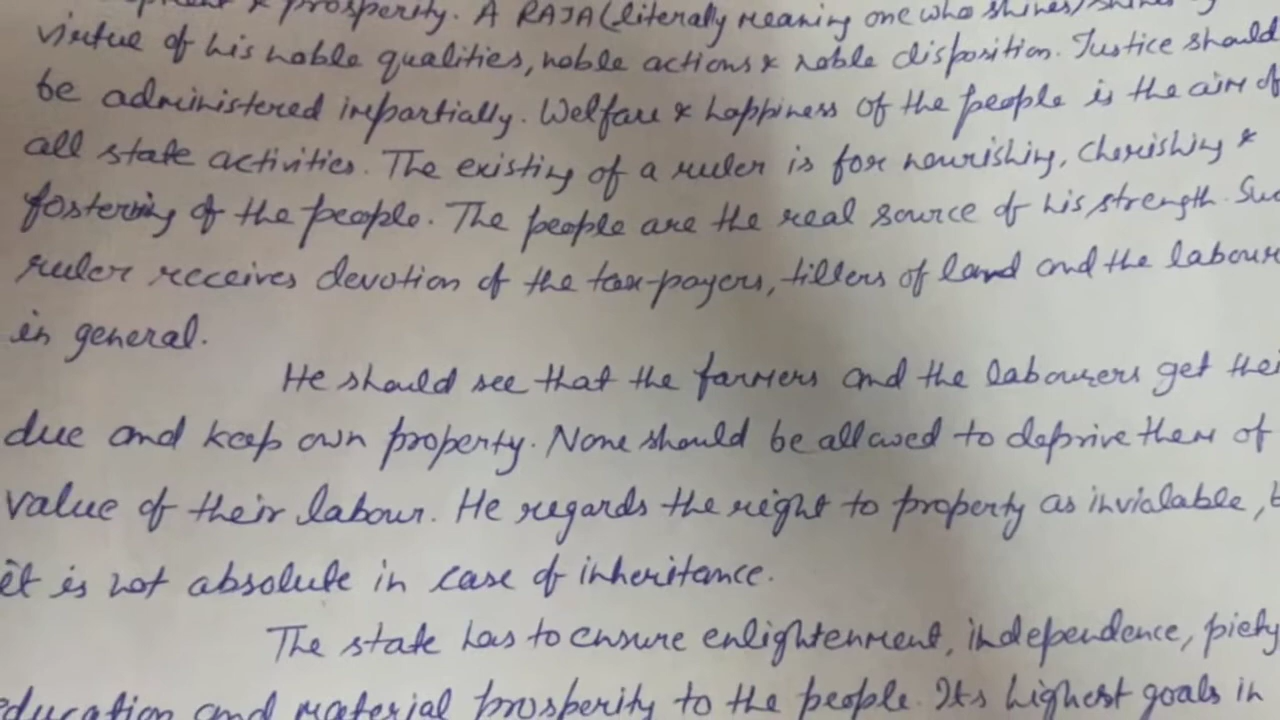 & prosperity. A RAJA (literally meaning one who shines) shines by
virtue of his noble qualities, noble actions & noble disposition. Justice should
be administered impartially. Welfare & happiness of the people is the aim of
all state activities. The existing of a ruler is for nourishing, cherishing &
fostering of the people. The people are the real source of his strength. Suc
ruler receives devotion of the tax-payers, tillers of land and the labour
in general.
He should see that the farmers and the labourers get thei
due and keep own property. None should be allowed to deprive them of
value of their labour. He regards the right to property as invialable,
it is not absolute in case of inheritance.
The state has to ensure enlightenment, independence, piety
education and material prosperity to the people. Its highest goals in